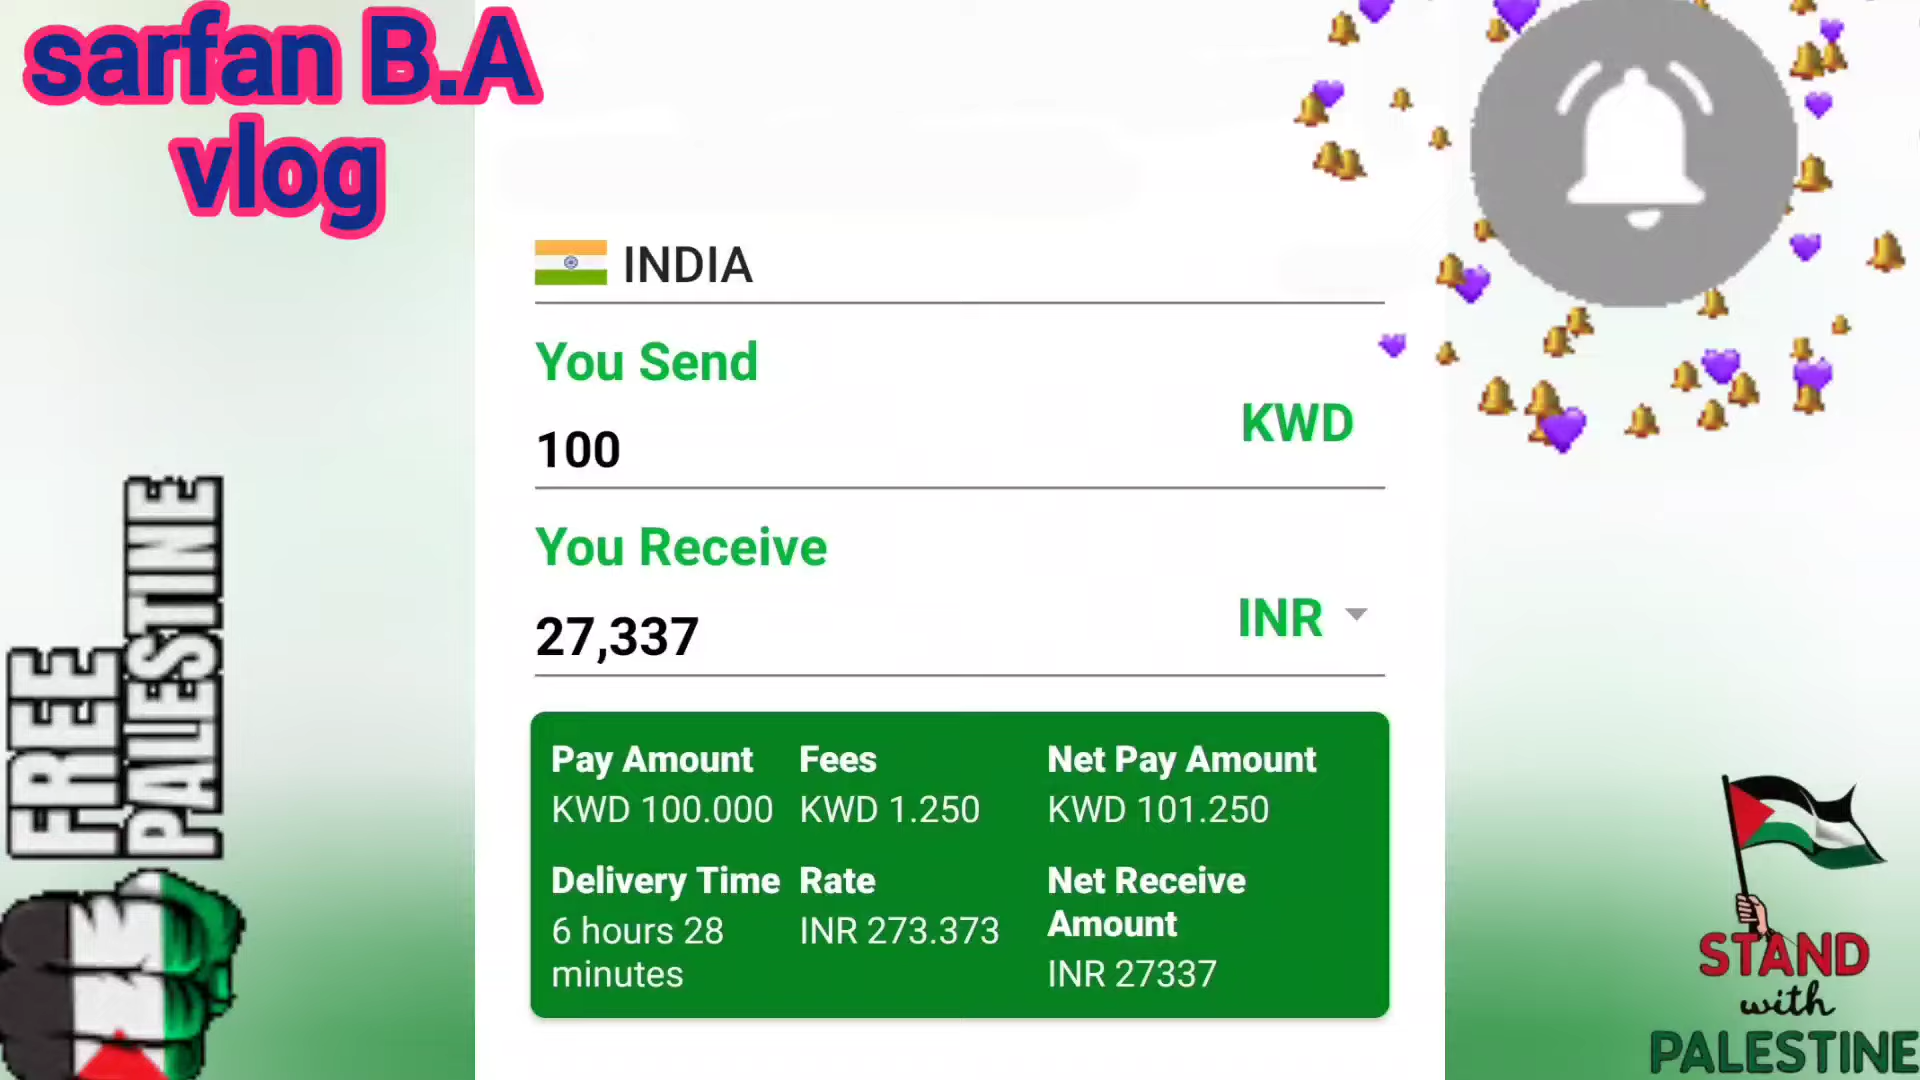 sarfan B.A
vlog
INDIA
You Send
100
KWD
You Receive
27,337
INR
Pay Amount
KWD 100.000
Fees
KWD 1.250
Net Pay Amount
KWD 101.250
Delivery Time
6 hours 28
minutes
Rate
INR 273.373
Net Receive
Amount
INR 27337
FREE
PALESTINE
STAND
with
PALESTINE